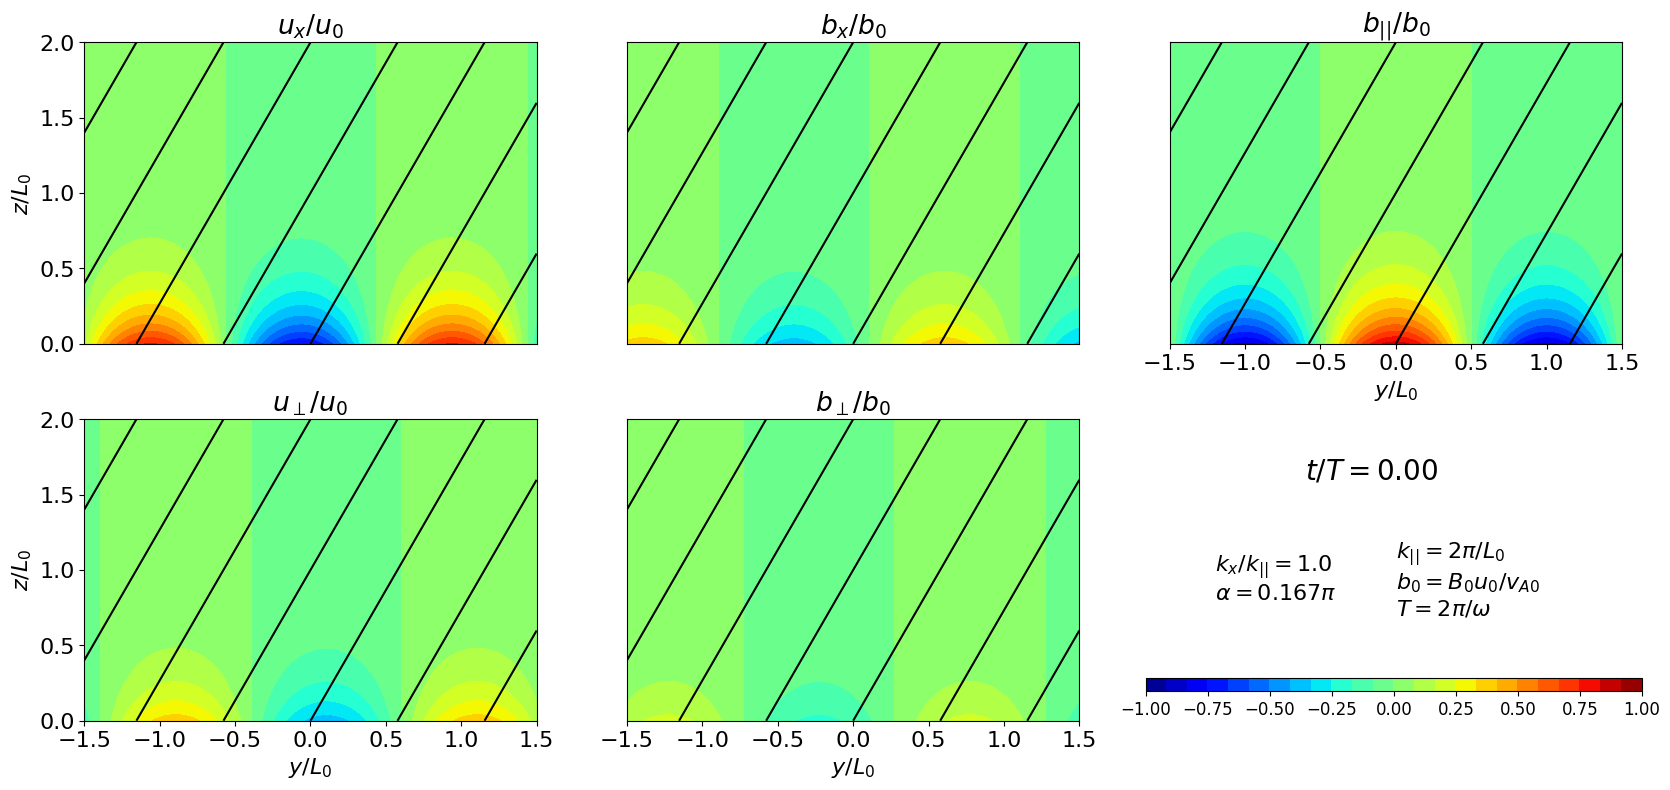 u_x/u_0
b_x/b_0
b_{||}/b_0
2.0
1.5
1.0
0.5
0.0
z/L_0
−1.5 −1.0 −0.5 0.0 0.5 1.0 1.5
y/L_0
u_⊥/u_0
b_⊥/b_0
2.0
1.5
1.0
0.5
0.0
z/L_0
−1.5 −1.0 −0.5 0.0 0.5 1.0 1.5
y/L_0
−1.5 −1.0 −0.5 0.0 0.5 1.0 1.5
y/L_0
t/T = 0.00
k_x/k_{||} = 1.0
α = 0.167π
k_{||} = 2π/L_0
b_0 = B_0u_0/v_{A0}
T = 2π/ω
−1.00 −0.75 −0.50 −0.25 0.00 0.25 0.50 0.75 1.00